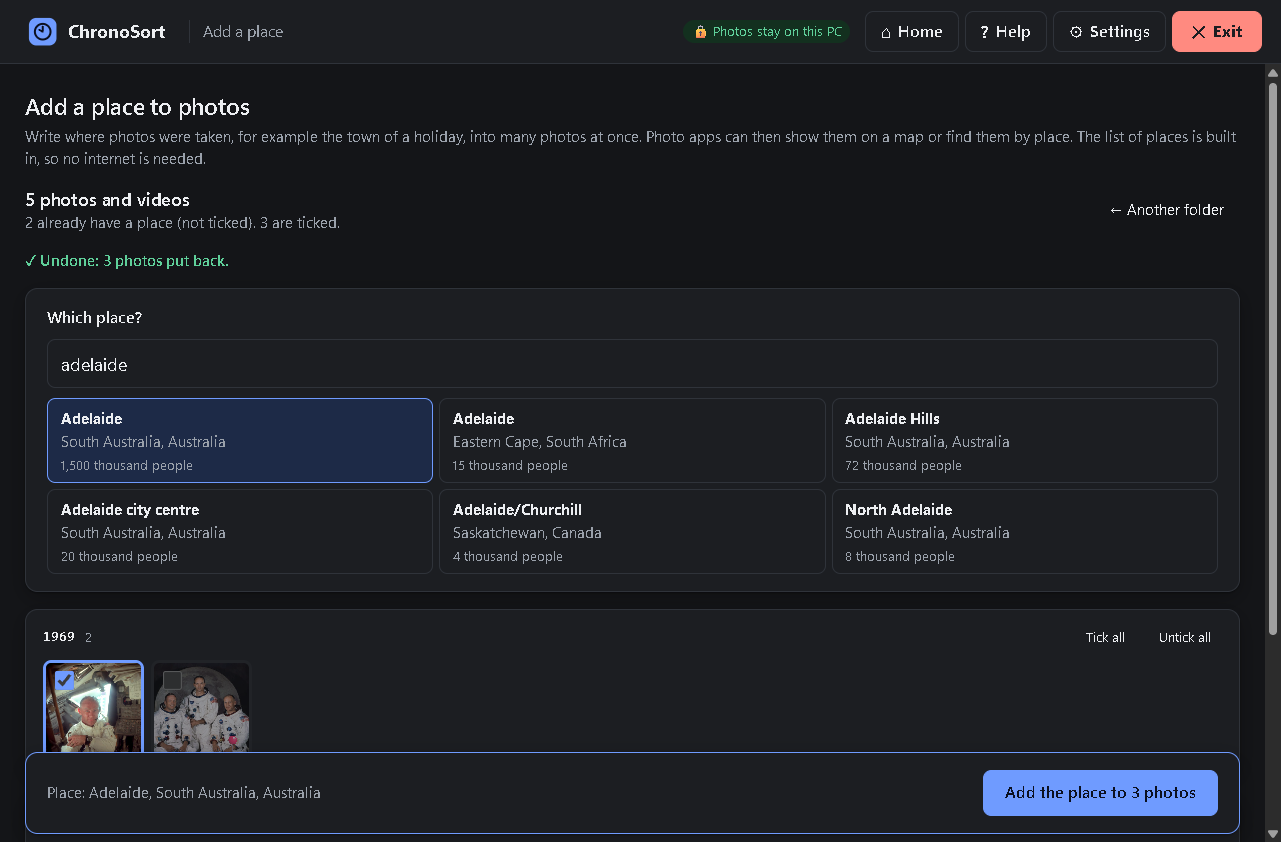 ChronoSort
Add a place
Photos stay on this PC
Home
? Help
Settings
Exit
Add a place to photos
Write where photos were taken, for example the town of a holiday, into many photos at once. Photo apps can then show them on a map or find them by place. The list of places is built
in, so no internet is needed.
5 photos and videos
2 already have a place (not ticked). 3 are ticked.
← Another folder
✓ Undone: 3 photos put back.
Which place?
adelaide
Adelaide
South Australia, Australia
1,500 thousand people
Adelaide
Eastern Cape, South Africa
15 thousand people
Adelaide Hills
South Australia, Australia
72 thousand people
Adelaide city centre
South Australia, Australia
20 thousand people
Adelaide/Churchill
Saskatchewan, Canada
4 thousand people
North Adelaide
South Australia, Australia
8 thousand people
1969 2
Tick all
Untick all
Place: Adelaide, South Australia, Australia
Add the place to 3 photos